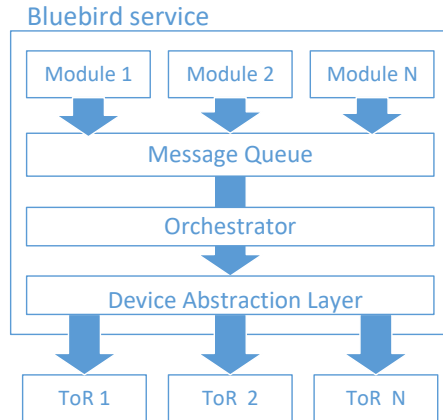 Bluebird service
Module 1 Module 2 Module N
Message Queue
Orchestrator
Device Abstraction Layer
ToR 1 ToR 2 ToR N